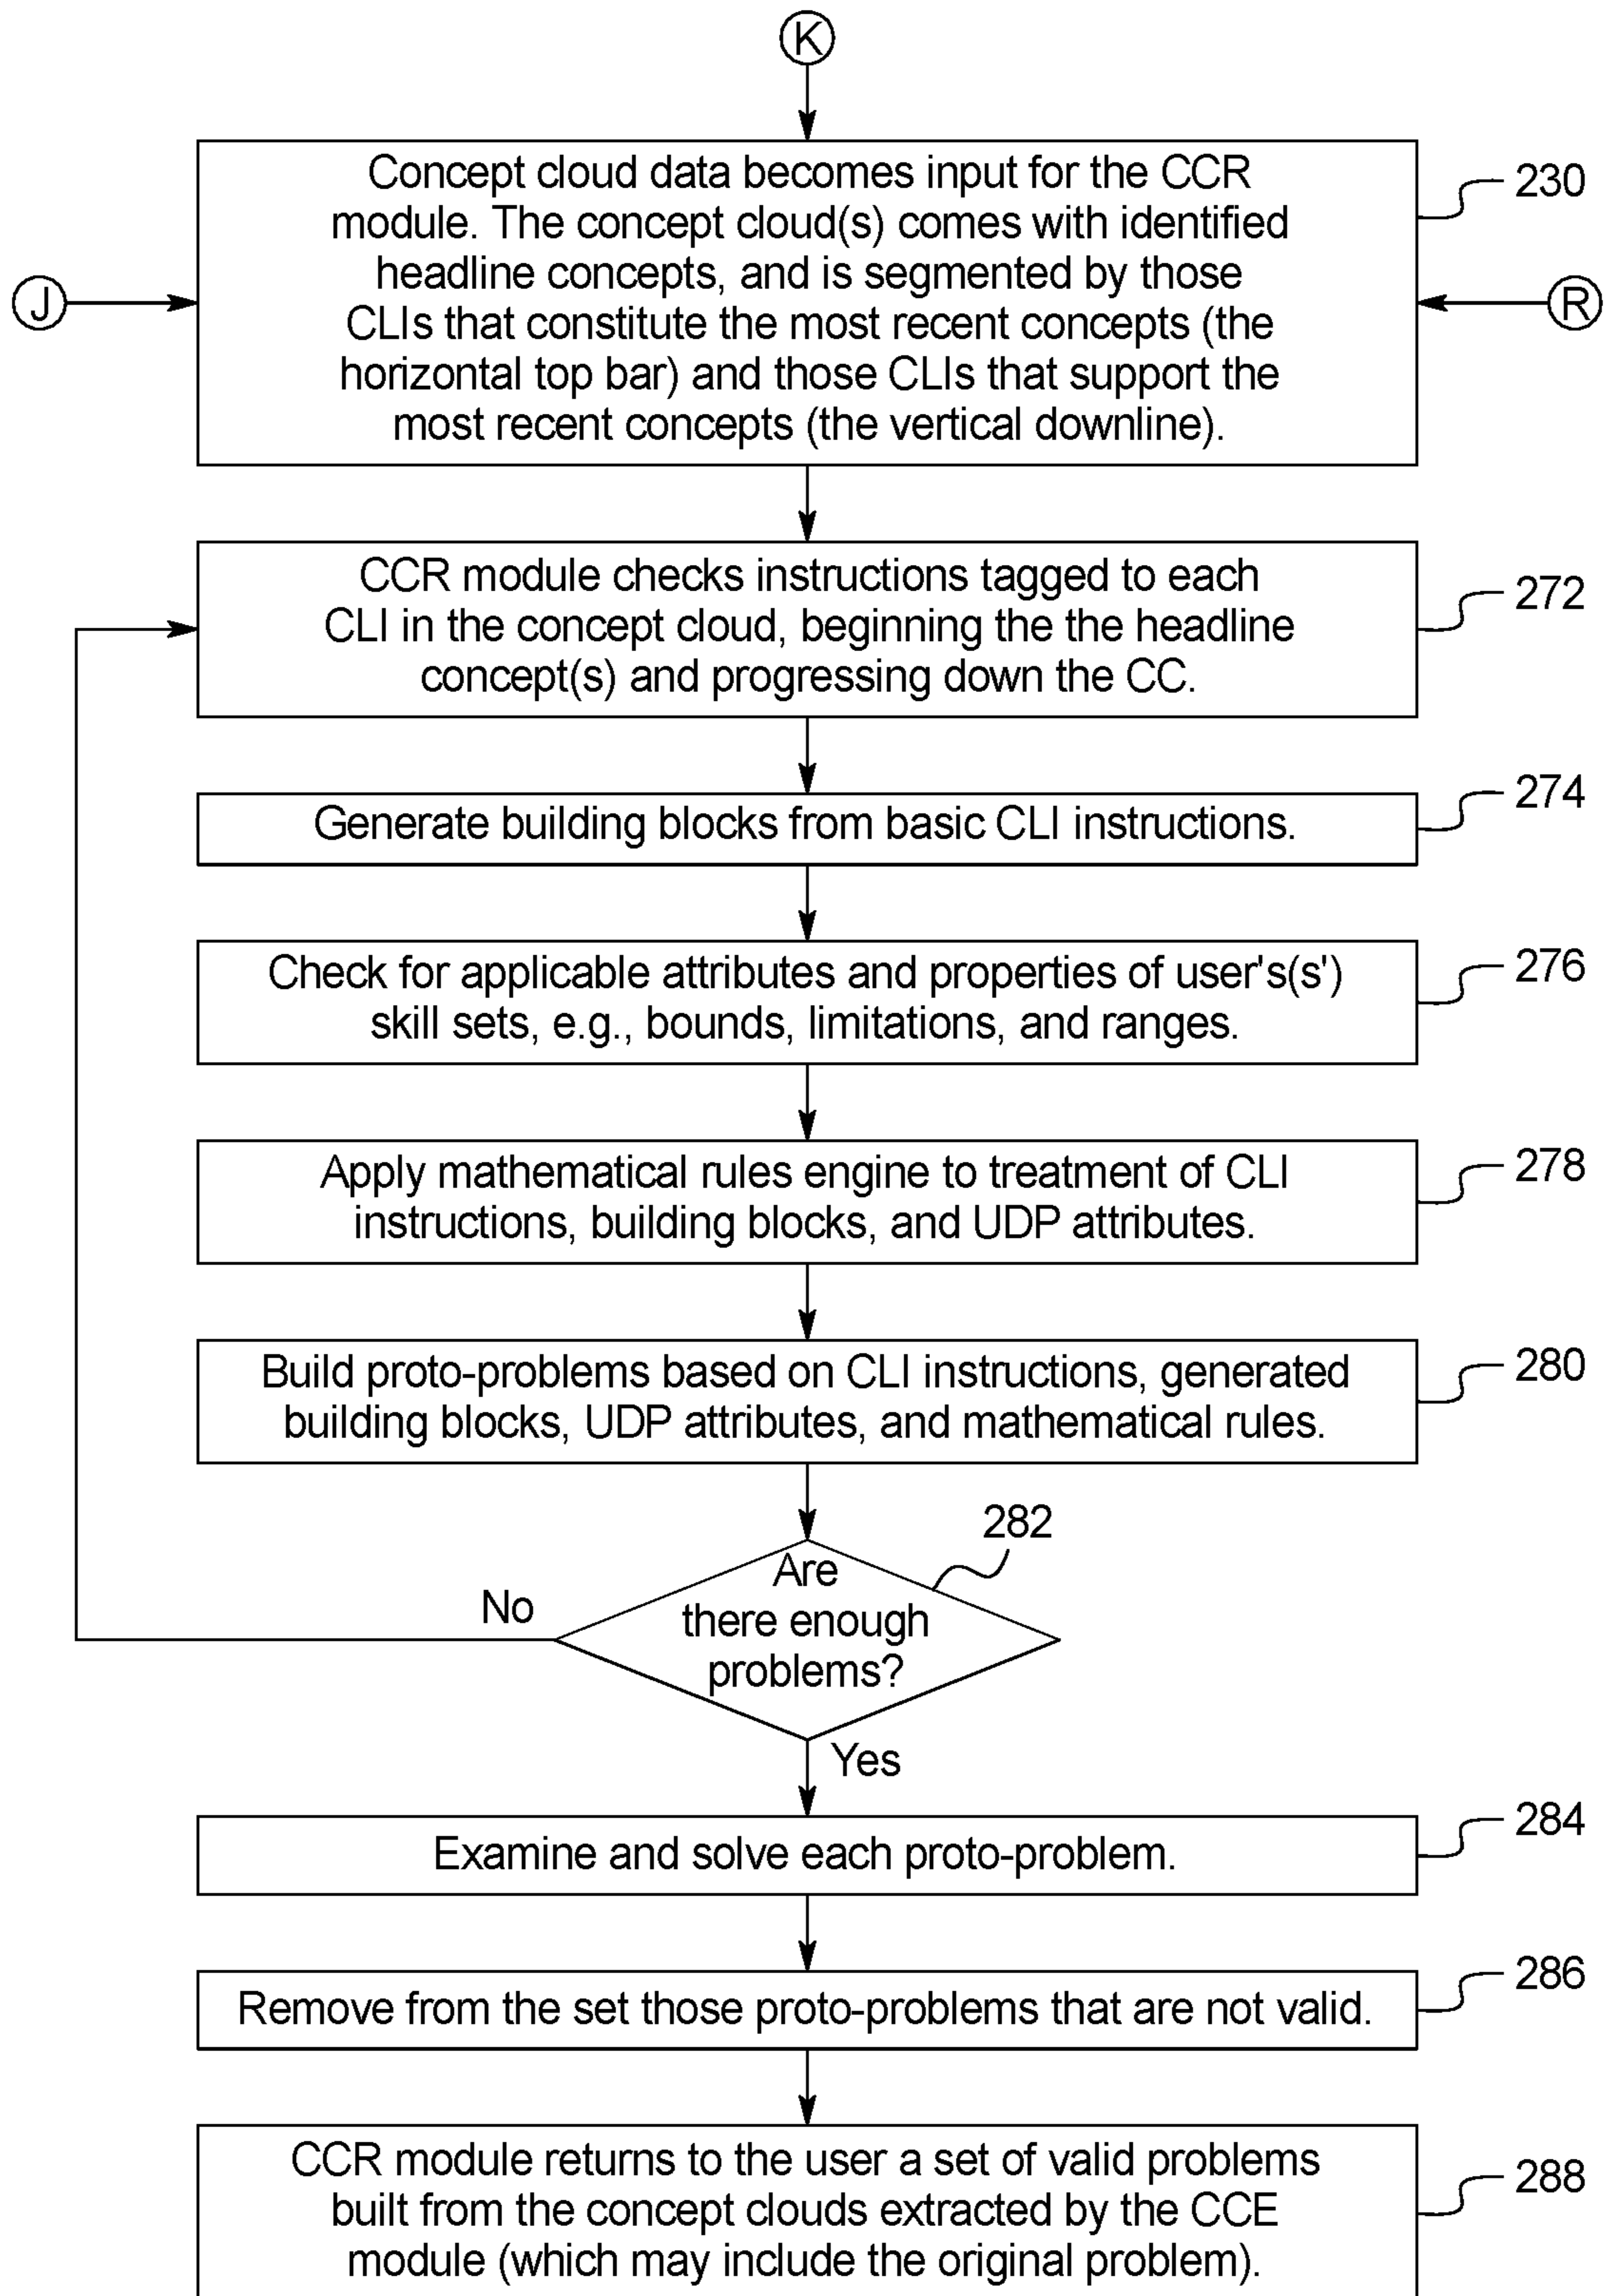 K
Concept cloud data becomes input for the CCR
module. The concept cloud(s) comes with identified
headline concepts, and is segmented by those
CLIs that constitute the most recent concepts (the
horizontal top bar) and those CLIs that support the
most recent concepts (the vertical downline).
230
J
R
CCR module checks instructions tagged to each
CLI in the concept cloud, beginning the the headline
concept(s) and progressing down the CC.
272
Generate building blocks from basic CLI instructions.
274
Check for applicable attributes and properties of user's(s')
skill sets, e.g., bounds, limitations, and ranges.
276
Apply mathematical rules engine to treatment of CLI
instructions, building blocks, and UDP attributes.
278
Build proto-problems based on CLI instructions, generated
building blocks, UDP attributes, and mathematical rules.
280
282
Are
there enough
problems?
No
Yes
Examine and solve each proto-problem.
284
Remove from the set those proto-problems that are not valid.
286
CCR module returns to the user a set of valid problems
built from the concept clouds extracted by the CCE
module (which may include the original problem).
288